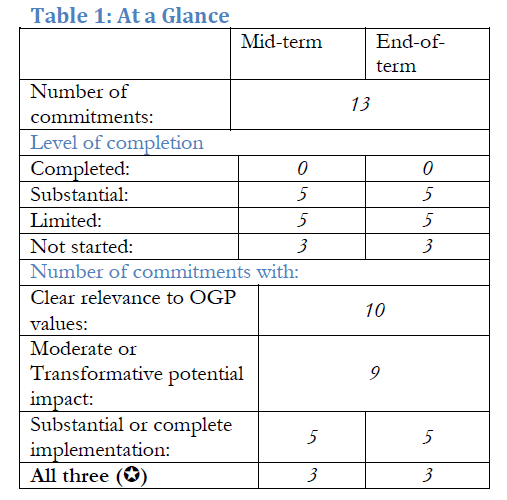 Table 1: At a Glance
Mid-term End-of-
term
Number of
commitments: 13
Level of completion
Completed: 0 0
Substantial: 5 5
Limited: 5 5
Not started: 3 3
Number of commitments with:
Clear relevance to OGP
values: 10
Moderate or
Transformative potential
impact: 9
Substantial or complete
implementation: 5 5
All three (✪) 3 3